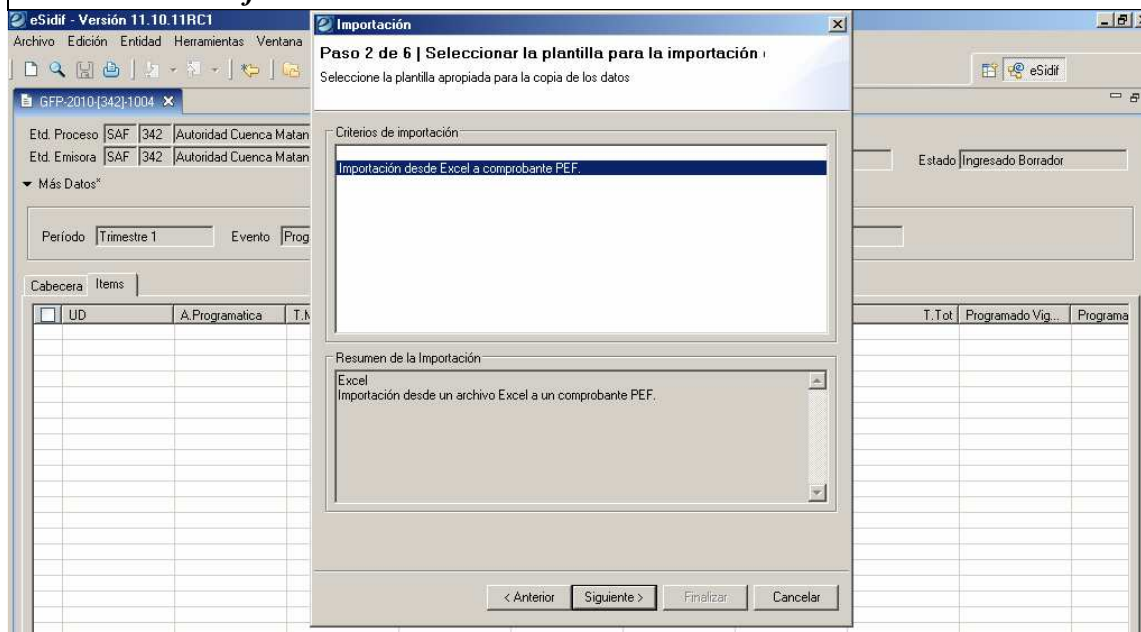 eSidif - Versión 11.10.11RC1
Archivo Edición Entidad Herramientas Ventana
eSidif
GFP-2010-[342]-1004
Etd. Proceso SAF 342 Autoridad Cuenca Matan
Etd. Emisora SAF 342 Autoridad Cuenca Matan
Estado Ingresado Borrador
Más Datos*
Período Trimestre 1 Evento Prog
Cabecera Items
UD A.Programatica T.M T.Tot Programado Vig... Programa
Importación
Paso 2 de 6 | Seleccionar la plantilla para la importación
Seleccione la plantilla apropiada para la copia de los datos
Criterios de importación
Importación desde Excel a comprobante PEF.
Resumen de la Importación
Excel
Importación desde un archivo Excel a un comprobante PEF.
< Anterior Siguiente > Finalizar Cancelar